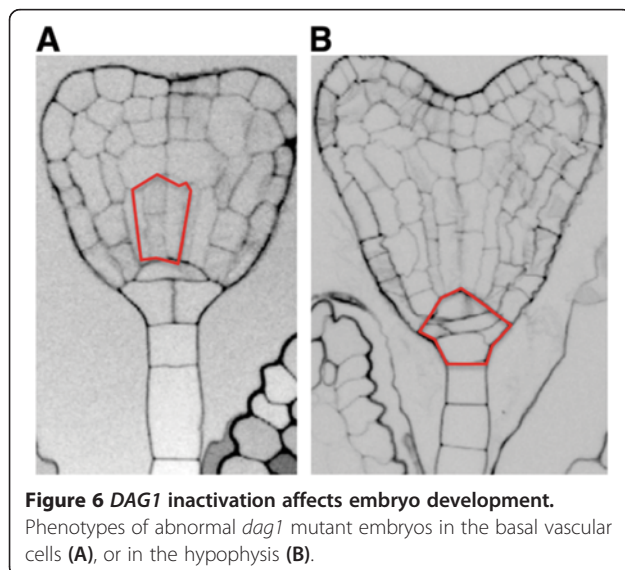 A B
Figure 6 DAG1 inactivation affects embryo development.
Phenotypes of abnormal dag1 mutant embryos in the basal vascular
cells (A), or in the hypophysis (B).